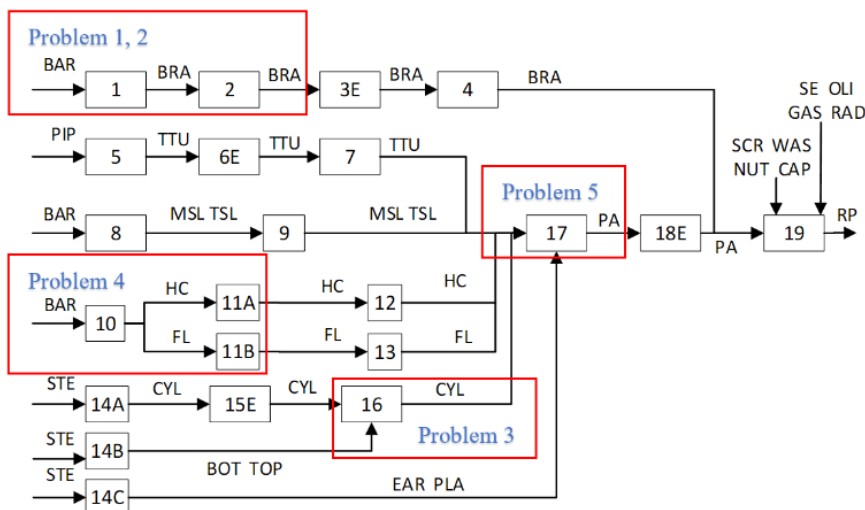 Problem 1, 2
BAR BRA BRA BRA BRA
1 2 3E 4
SE OLI
GAS RAD
PIP TTU TTU TTU
5 6E 7
SCR WAS
NUT CAP
Problem 5
BAR MSL TSL MSL TSL PA PA RP
8 9 17 18E 19
Problem 4
HC HC HC
BAR 11A 12
10
FL FL FL
11B 13
STE CYL CYL CYL
14A 15E 16
Problem 3
STE
14B BOT TOP
STE EAR PLA
14C